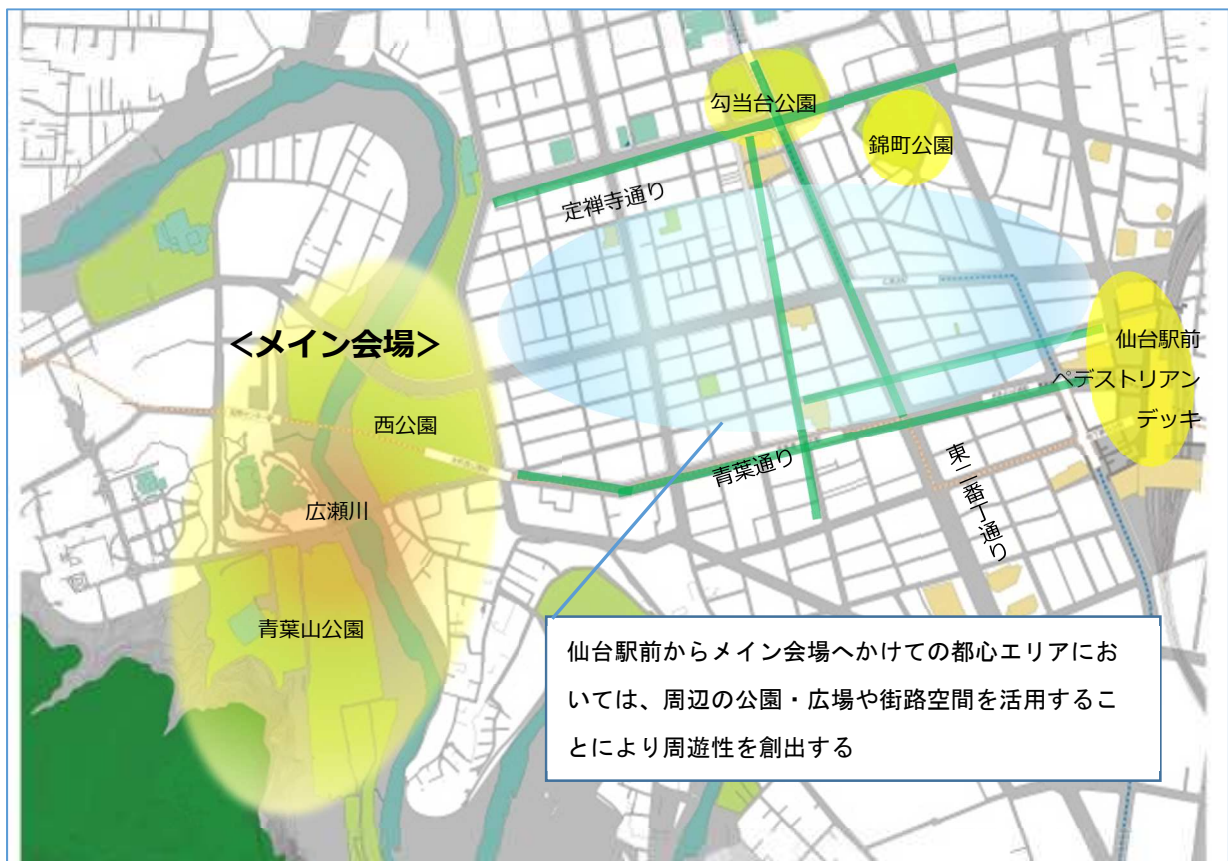 勾当台公園
錦町公園
定禅寺通り
<メイン会場>
仙台駅前
ペデストリアン
デッキ
西公園
青葉通り
東二番丁通り
広瀬川
青葉山公園
仙台駅前からメイン会場へかけての都心エリアにお
いては、周辺の公園・広場や街路空間を活用するこ
とにより周遊性を創出する